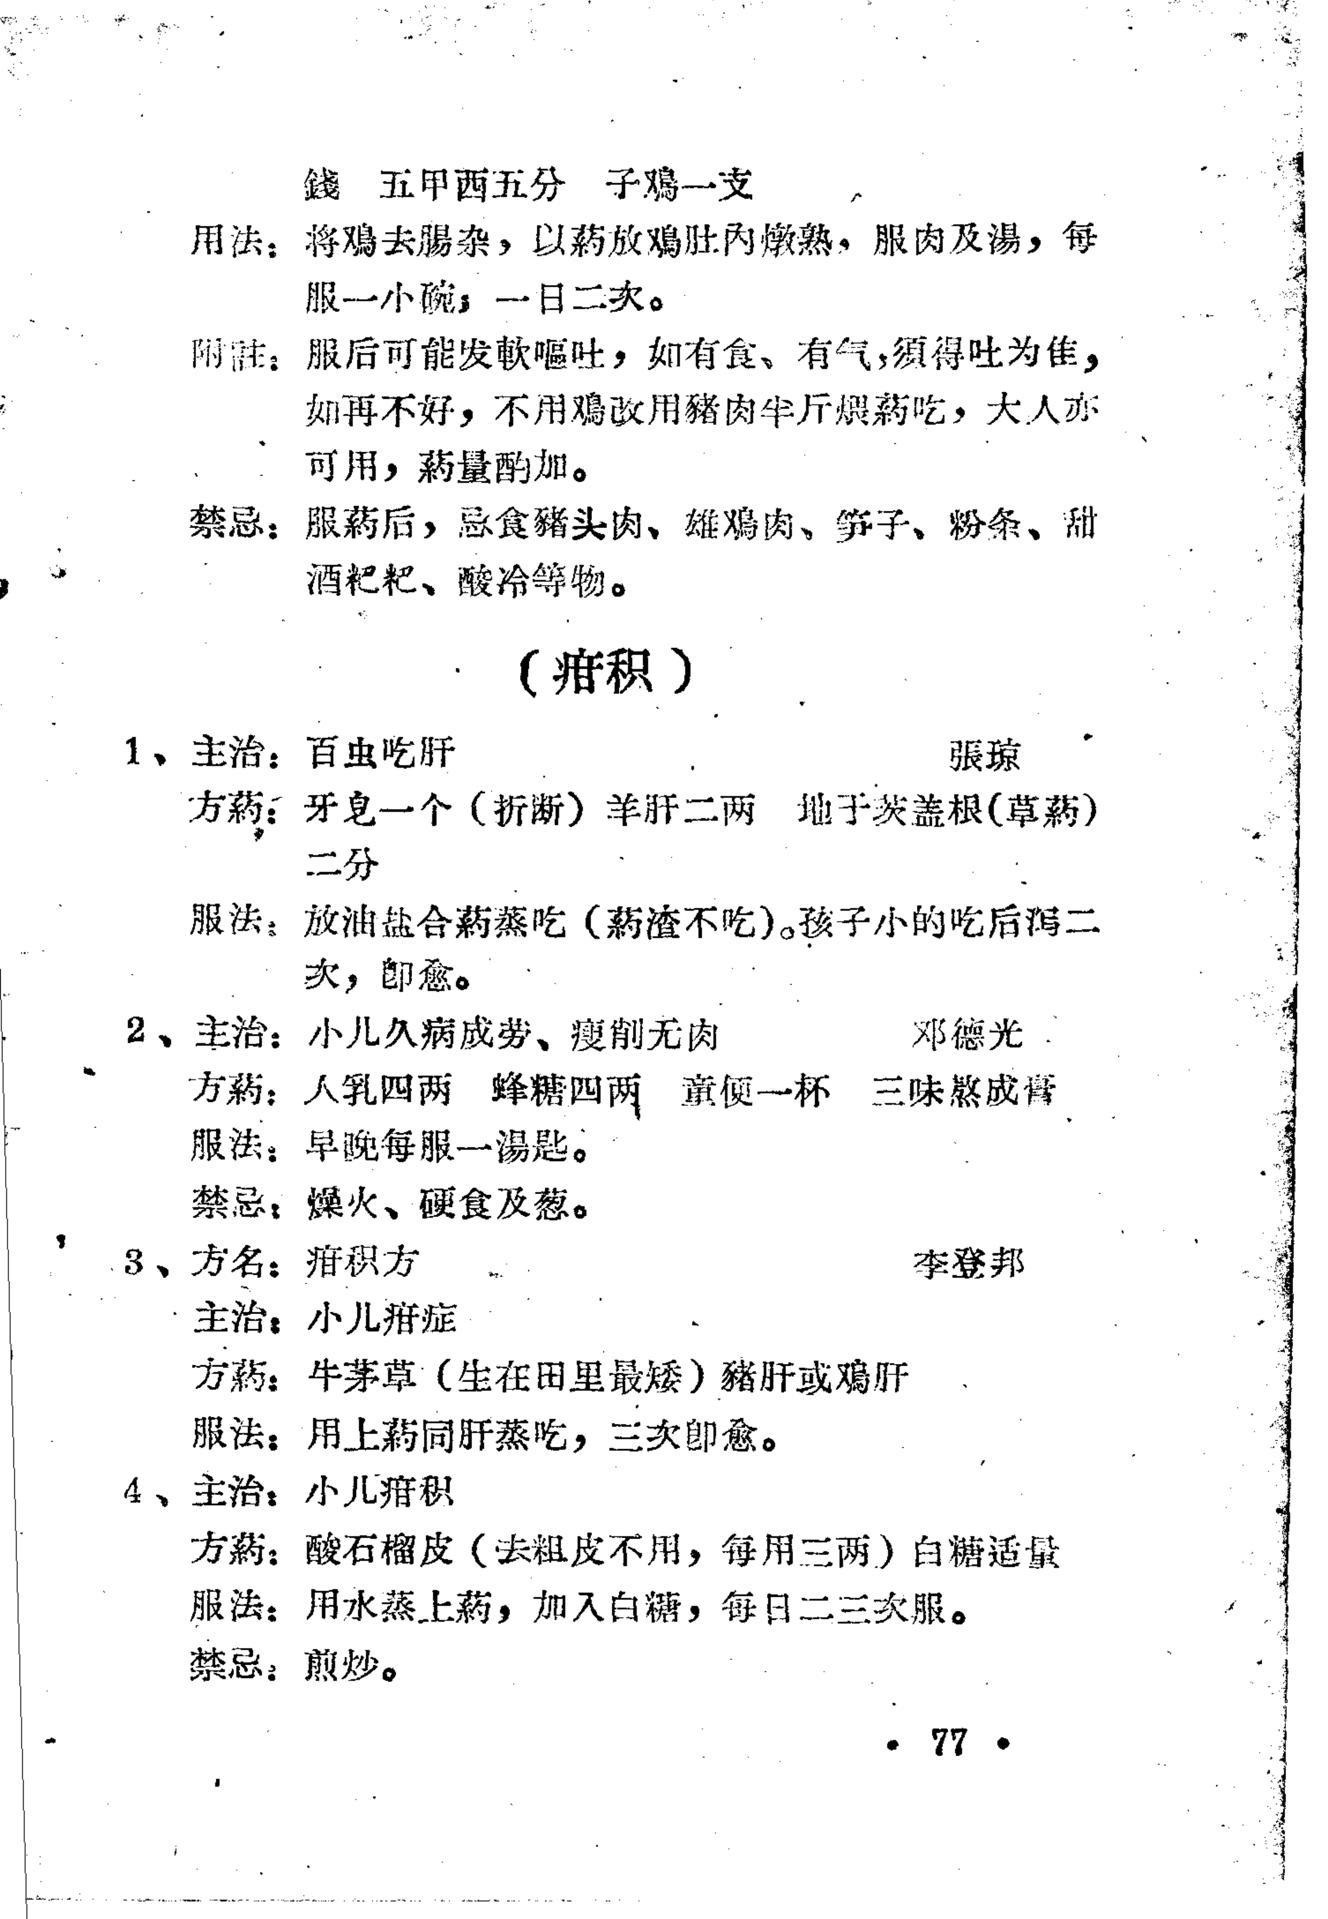 錢　五甲西五分　子鷄一支
用法：将鷄去腸杂，以葯放鷄肚內燉熟，服肉及湯，每
服一小碗，一日二次。
附註：服后可能发軟嘔吐，如有食、有气，須得吐为佳，
如再不好，不用鷄改用豬肉半斤煨葯吃，大人亦
可用，葯量酌加。
禁忌：服葯后，忌食豬头肉、雄鷄肉、笋子、粉条、甜
酒粑粑、酸冷等物。
（疳积）
1、主治：百虫吃肝　張琼
方葯：牙皂一个（折断）羊肝二两　地于茨盖根（草葯）
二分
服法：放油盐合葯蒸吃（葯渣不吃）。孩子小的吃后泻二
次，卽愈。
2、主治：小儿久病成劳、瘦削无肉　邓德光
方葯：人乳四两　蜂糖四两　童便一杯　三味熬成膏
服法：早晚每服一湯匙。
禁忌：燥火、硬食及葱。
3、方名：疳积方　李登邦
主治：小儿疳症
方葯：牛茅草（生在田里最矮）豬肝或鷄肝
服法：用上葯同肝蒸吃，三次卽愈。
4、主治：小儿疳积
方葯：酸石榴皮（去粗皮不用，每用三两）白糖适量
服法：用水蒸上葯，加入白糖，每日二三次服。
禁忌：煎炒。
• 77 •